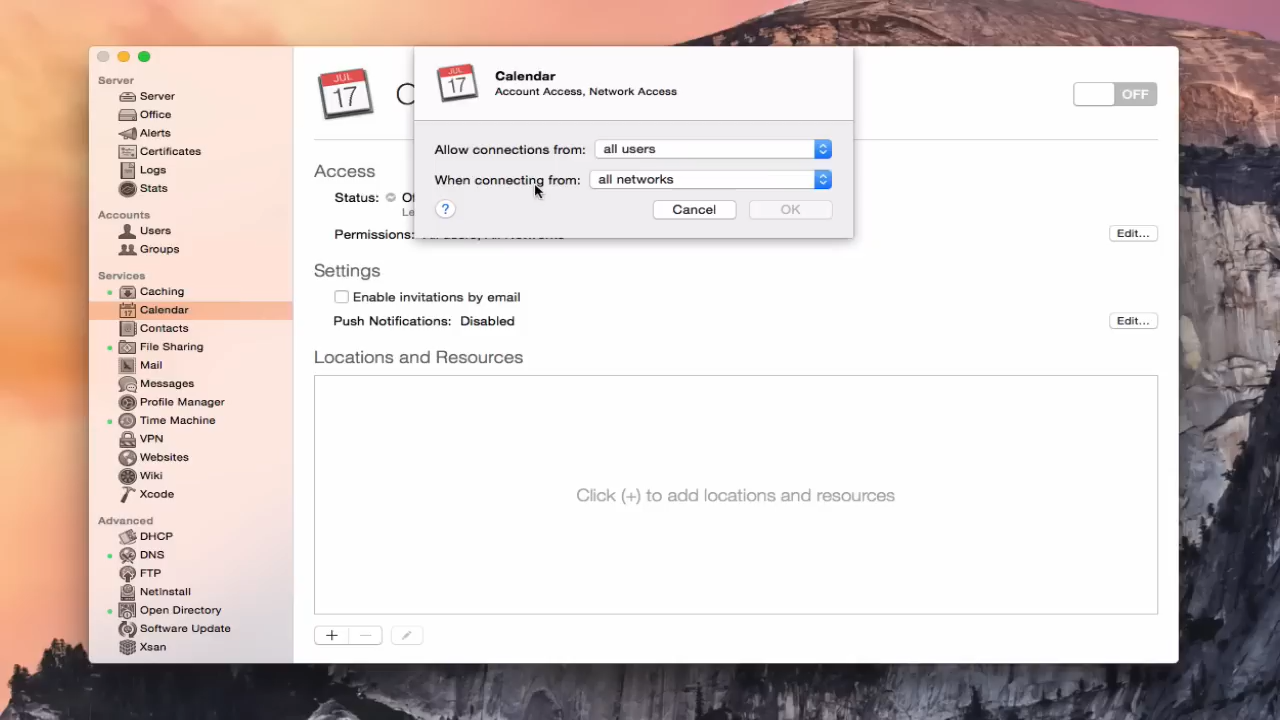 Server
Server
Office
Alerts
Certificates
Logs
Stats
Accounts
Users
Groups
Services
Caching
17 Calendar
Contacts
File Sharing
Mail
Messages
Profile Manager
Time Machine
VPN
Websites
Wiki
Xcode
Advanced
DHCP
DNS
FTP
NetInstall
Open Directory
Software Update
Xsan
JUL
17
C
OFF
JUL
17
Calendar
Account Access, Network Access
Allow connections from: all users
When connecting from: all networks
? Cancel OK
Access
Status:
Permissions: Edit...
Settings
Enable invitations by email
Push Notifications: Disabled Edit...
Locations and Resources
Click (+) to add locations and resources
+ −